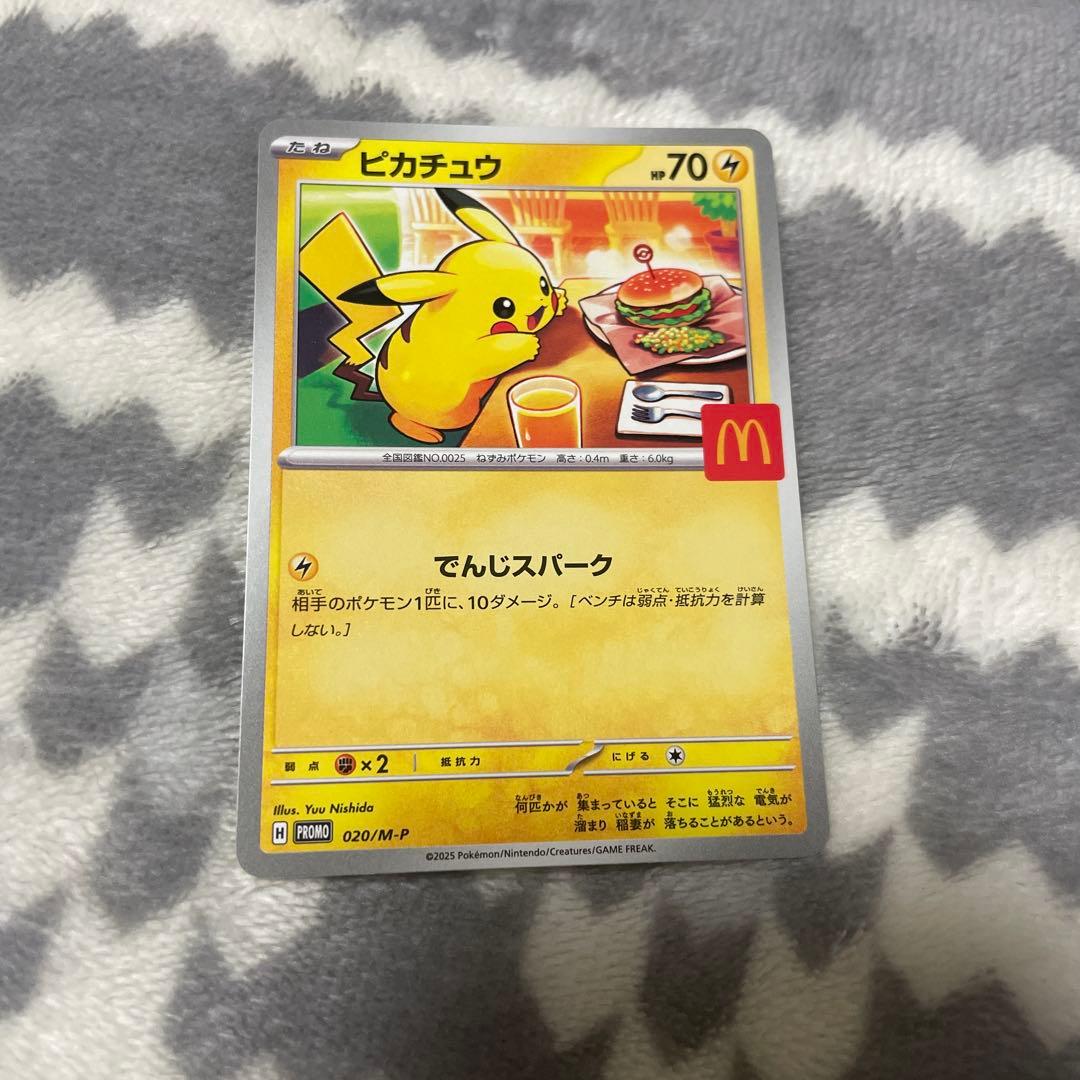 たね ピカチュウ HP70
全国図鑑NO.0025 ねずみポケモン 高さ:0.4m 重さ:6.0kg
でんじスパーク
相手のポケモン1匹に、10ダメージ。[ベンチは弱点・抵抗力を計算
しない。]
弱点 ×2 抵抗力 にげる
Illus. Yuu Nishida
何匹かが 集まっていると そこに 猛烈な 電気が
溜まり 稲妻が 落ちることがあるという。
H PROMO 020/M-P
©2025 Pokémon/Nintendo/Creatures/GAME FREAK.